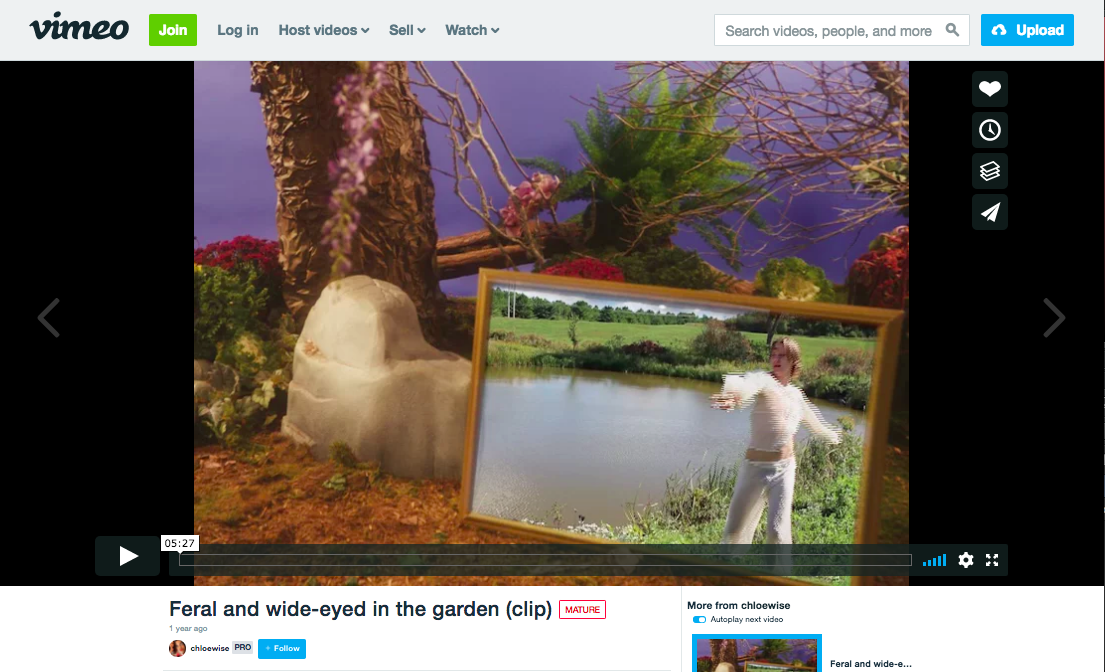 vimeo Join Log in Host videos Sell Watch Search videos, people, and more Upload
05:27
Feral and wide-eyed in the garden (clip) MATURE
1 year ago
chloewise PRO + Follow
More from chloewise
Autoplay next video
Feral and wide-e...